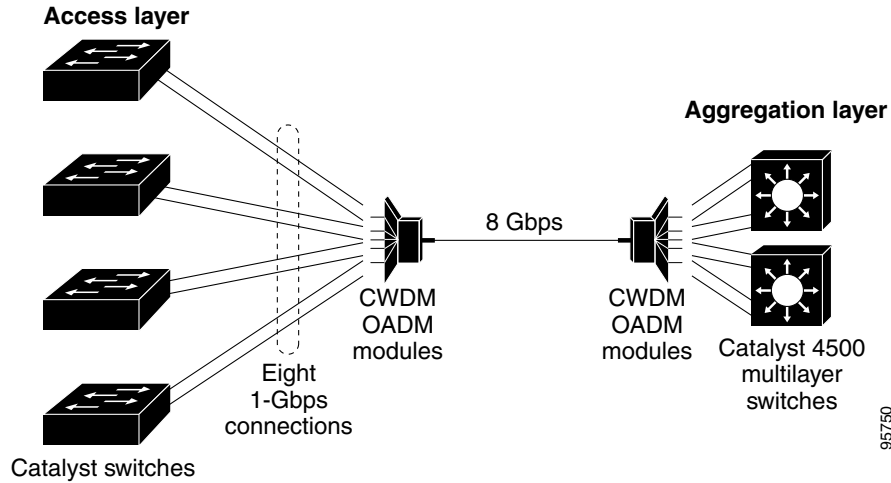 Access layer
Aggregation layer
8 Gbps
CWDM
OADM
modules
CWDM
OADM
modules
Eight
1-Gbps
connections
Catalyst 4500
multilayer
switches
Catalyst switches
95750